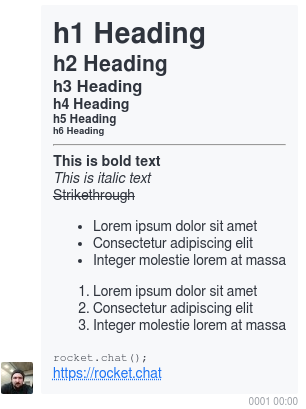 h1 Heading
h2 Heading
h3 Heading
h4 Heading
h5 Heading
h6 Heading
This is bold text
This is italic text
Strikethrough
• Lorem ipsum dolor sit amet
• Consectetur adipiscing elit
• Integer molestie lorem at massa
1. Lorem ipsum dolor sit amet
2. Consectetur adipiscing elit
3. Integer molestie lorem at massa
rocket.chat();
https://rocket.chat
0001 00:00